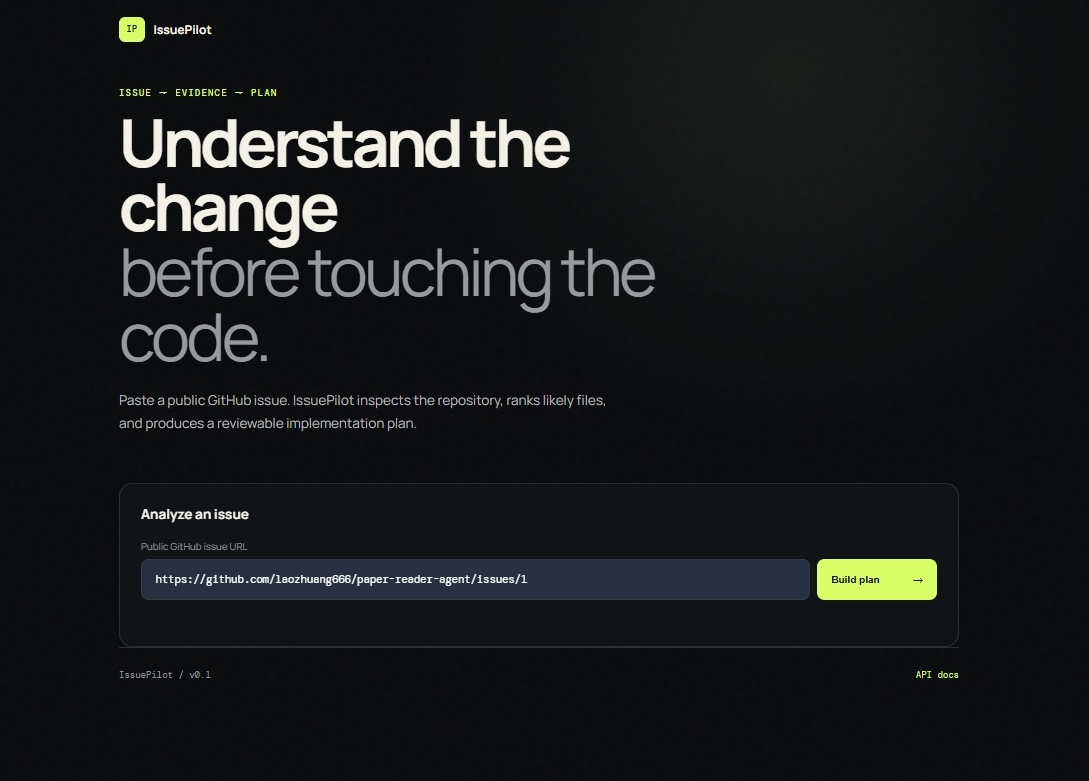 IP IssuePilot
ISSUE → EVIDENCE → PLAN
Understand the
change
before touching the
code.
Paste a public GitHub issue. IssuePilot inspects the repository, ranks likely files,
and produces a reviewable implementation plan.
Analyze an issue
Public GitHub issue URL
https://github.com/laozhuang666/paper-reader-agent/issues/1
Build plan →
IssuePilot / v0.1
API docs